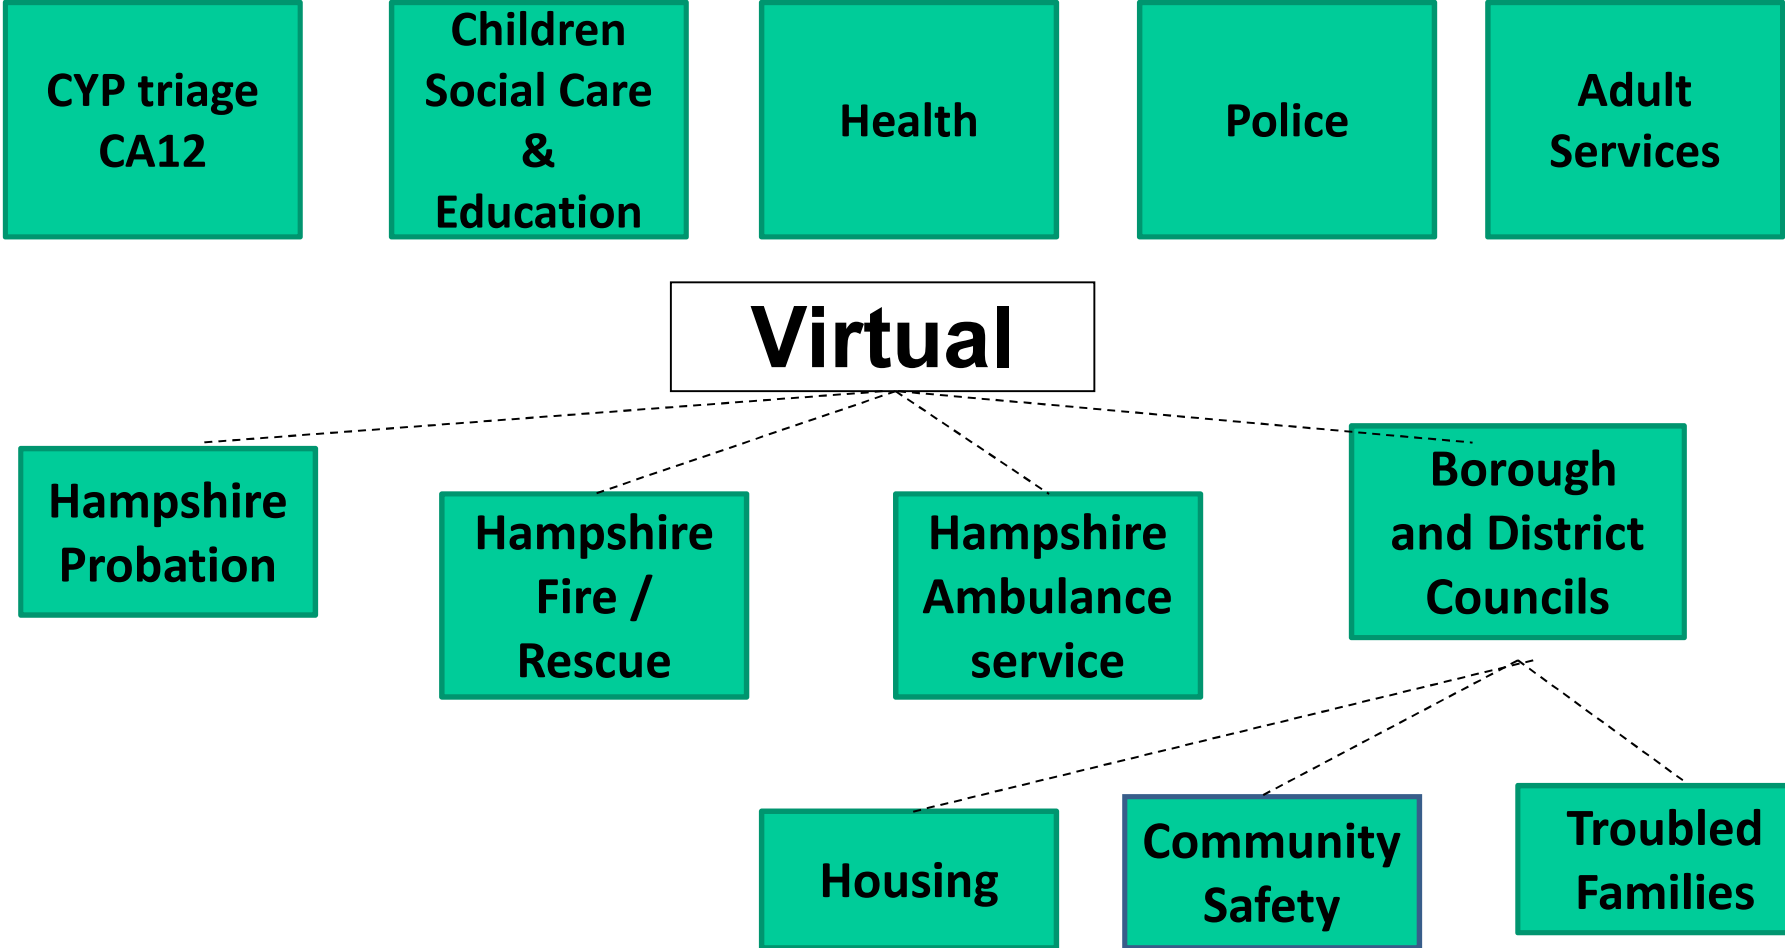 CYP triage
CA12
Children
Social Care
&
Education
Health
Police
Adult
Services
Virtual
Hampshire
Probation
Hampshire
Fire /
Rescue
Hampshire
Ambulance
service
Borough
and District
Councils
Housing
Community
Safety
Troubled
Families